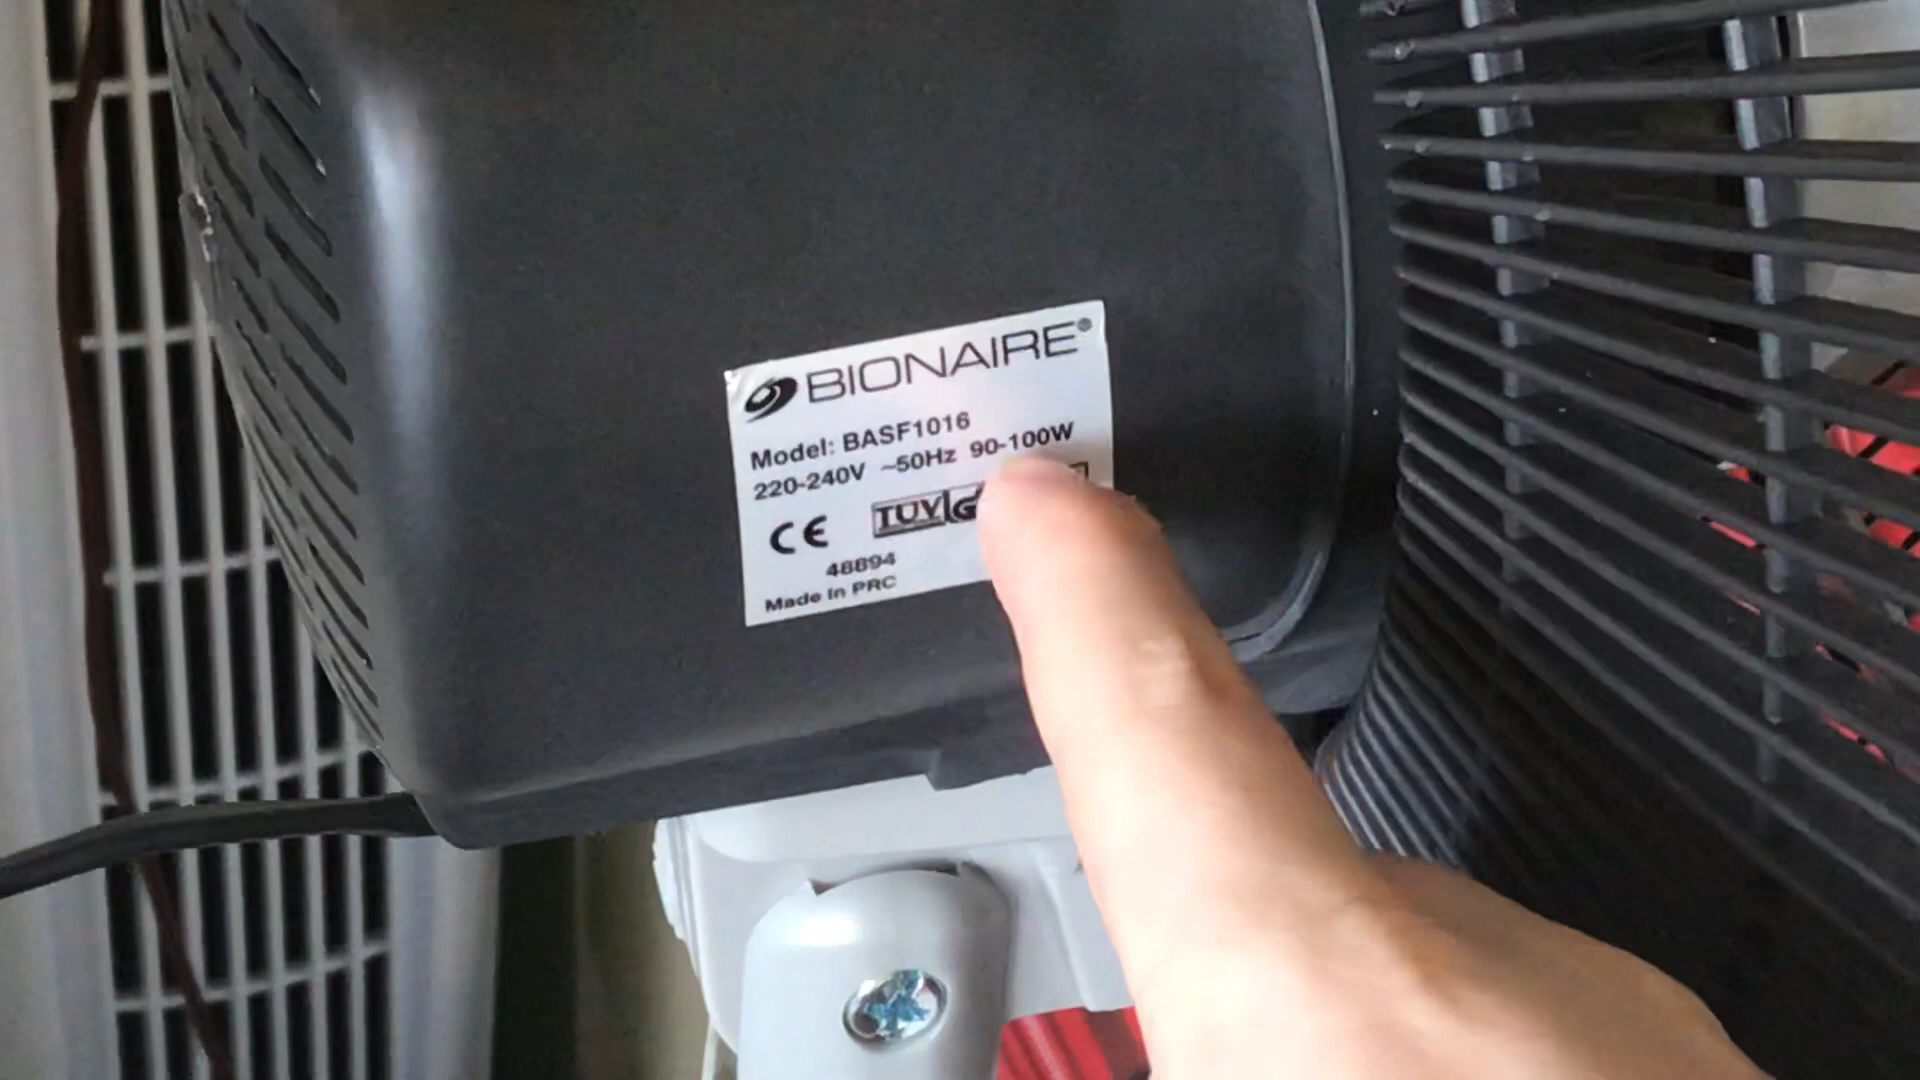 BIONAIRE®
Model: BASF1016
220-240V ~50Hz 90-100W
CE TUV G
48894
Made In PRC